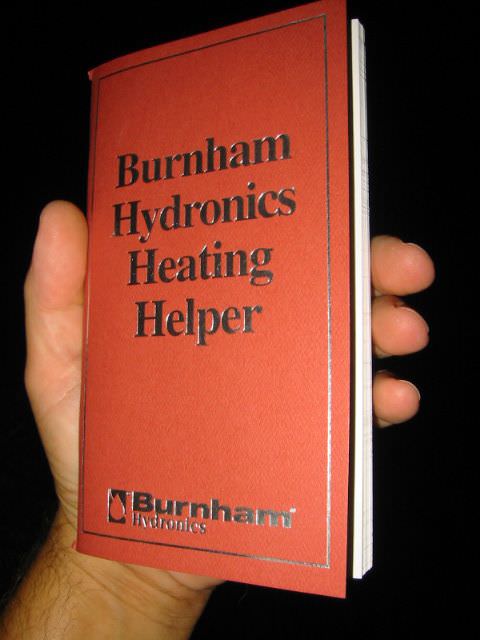 Burnham
Hydronics
Heating
Helper
Burnham
Hydronics